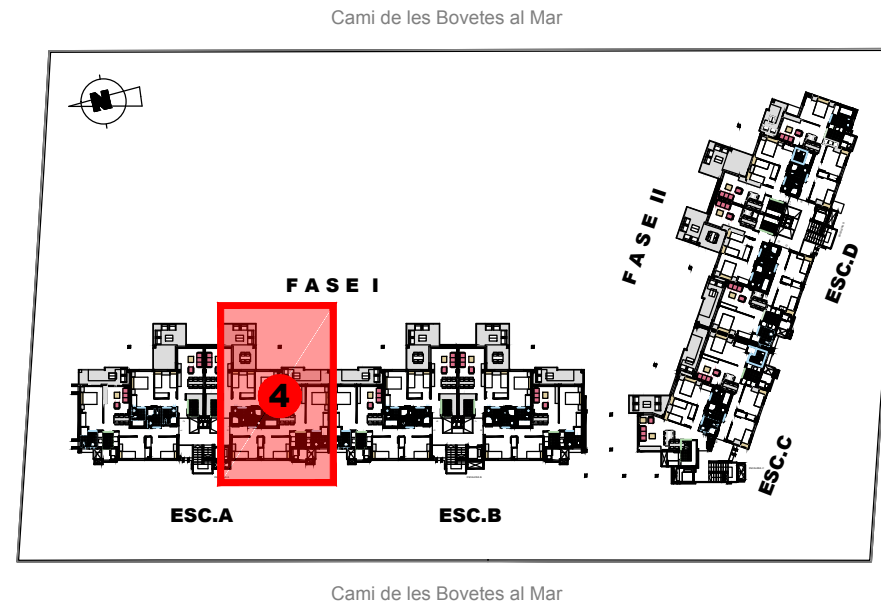 Cami de les Bovetes al Mar
N
FASE I
FASE II
ESC.D
4
ESC.C
ESC.A
ESC.B
Cami de les Bovetes al Mar